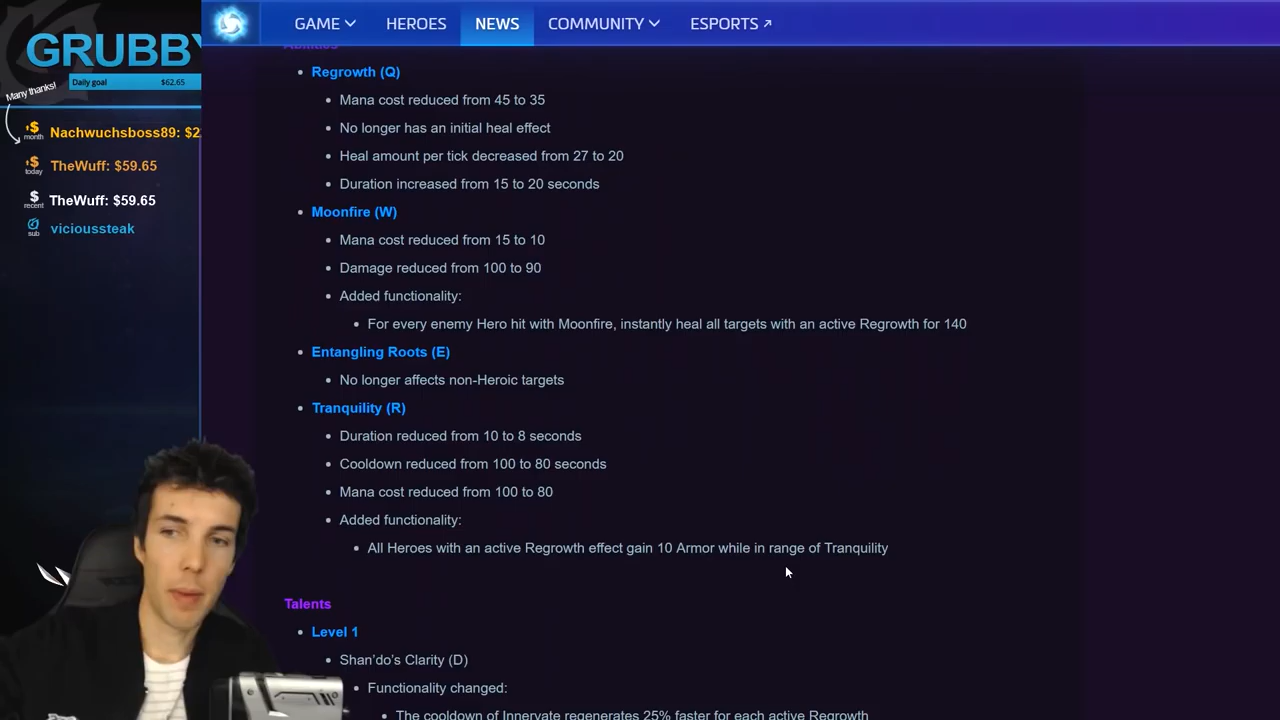 GRUBBY
Daily goal $62.65
Many thanks!
$ month Nachwuchsboss89: $2
$ today TheWuff: $59.65
$ recent TheWuff: $59.65
sub vicioussteak
GAME HEROES NEWS COMMUNITY ESPORTS
Abilities
• Regrowth (Q)
• Mana cost reduced from 45 to 35
• No longer has an initial heal effect
• Heal amount per tick decreased from 27 to 20
• Duration increased from 15 to 20 seconds
• Moonfire (W)
• Mana cost reduced from 15 to 10
• Damage reduced from 100 to 90
• Added functionality:
• For every enemy Hero hit with Moonfire, instantly heal all targets with an active Regrowth for 140
• Entangling Roots (E)
• No longer affects non-Heroic targets
• Tranquility (R)
• Duration reduced from 10 to 8 seconds
• Cooldown reduced from 100 to 80 seconds
• Mana cost reduced from 100 to 80
• Added functionality:
• All Heroes with an active Regrowth effect gain 10 Armor while in range of Tranquility
Talents
• Level 1
• Shan'do's Clarity (D)
• Functionality changed:
• The cooldown of Innervate regenerates 25% faster for each active Regrowth